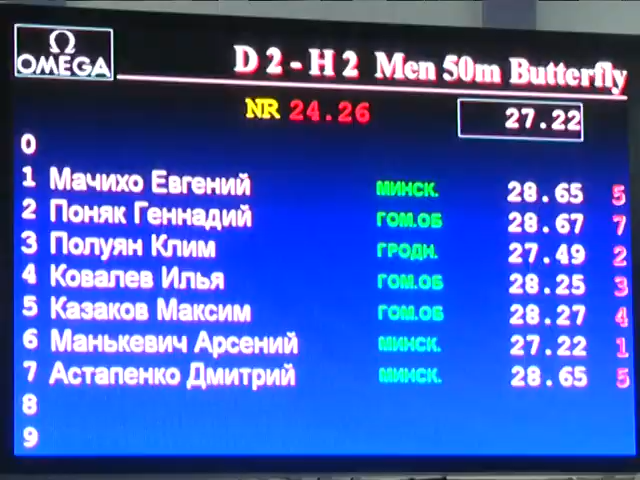 Ω OMEGA
D 2 - H 2 Men 50m Butterfly
NR 24.26 27.22
0
1 Мачихо Евгений МИНСК. 28.65 5
2 Поняк Геннадий ГОМ.ОБ 28.67 7
3 Полуян Клим ГРОДН. 27.49 2
4 Ковалев Илья ГОМ.ОБ 28.25 3
5 Казаков Максим ГОМ.ОБ 28.27 4
6 Манькевич Арсений МИНСК. 27.22 1
7 Астапенко Дмитрий МИНСК. 28.65 5
8
9